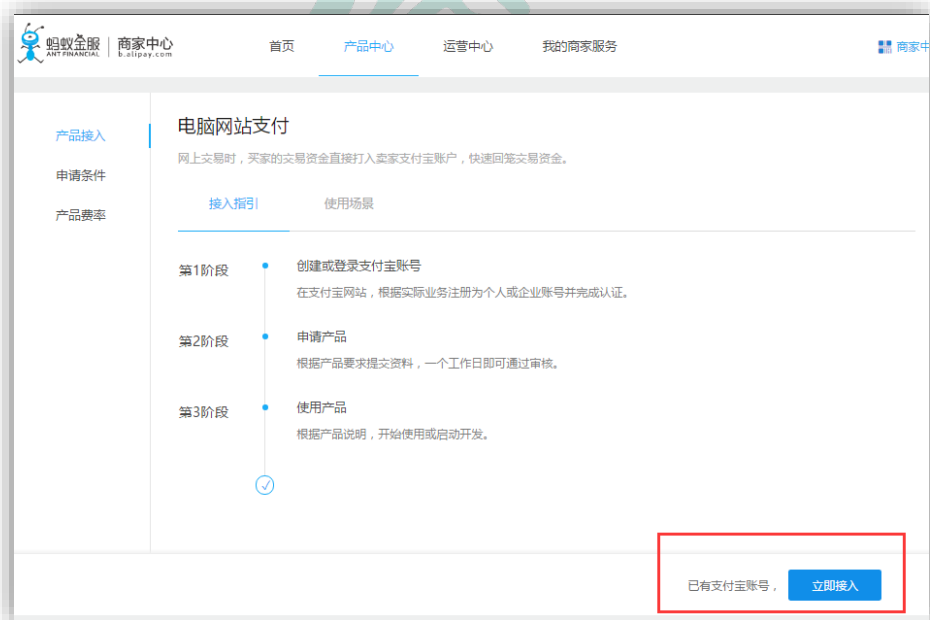 蚂蚁金服 商家中心
ANT FINANCIAL b.alipay.com
首页 产品中心 运营中心 我的商家服务
商家中
产品接入
申请条件
产品费率
电脑网站支付
网上交易时，买家的交易资金直接打入卖家支付宝账户，快速回笼交易资金。
接入指引 使用场景
第1阶段 创建或登录支付宝账号
在支付宝网站，根据实际业务注册为个人或企业账号并完成认证。
第2阶段 申请产品
根据产品要求提交资料，一个工作日即可通过审核。
第3阶段 使用产品
根据产品说明，开始使用或启动开发。
已有支付宝账号， 立即接入